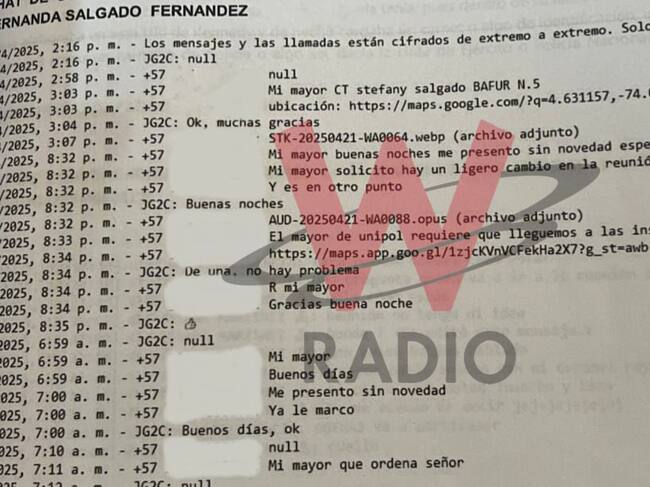 ERNANDA SALGADO FERNANDEZ
4/2025, 2:16 p. m. - Los mensajes y las llamadas están cifrados de extremo a extremo. Solo
4/2025, 2:16 p. m. - JG2C: null
4/2025, 2:58 p. m. - +57 null
4/2025, 3:03 p. m. - +57 Mi mayor CT stefany salgado BAFUR N.5
/2025, 3:03 p. m. - +57 ubicación: https://maps.google.com/?q=4.631157,-74.0
/2025, 3:04 p. m. - JG2C: Ok, muchas gracias
/2025, 3:07 p. m. - +57 STK-20250421-WA0064.webp (archivo adjunto)
/2025, 8:32 p. m. - +57 Mi mayor buenas noches me presento sin novedad espe
/2025, 8:32 p. m. - +57 Mi mayor solicito hay un ligero cambio en la reunió
/2025, 8:32 p. m. - +57 Y es en otro punto
/2025, 8:32 p. m. - JG2C: Buenas noches
/2025, 8:32 p. m. - +57 AUD-20250421-WA0088.opus (archivo adjunto)
2025, 8:33 p. m. - +57 El mayor de unipol requiere que lleguemos a las ins
2025, 8:34 p. m. - +57 https://maps.app.goo.gl/1zjcKVnVCFekHa2X7?g_st=awb
2025, 8:34 p. m. - JG2C: De una. no hay problema
2025, 8:34 p. m. - +57 R mi mayor
2025, 8:34 p. m. - +57 Gracias buena noche
2025, 8:35 p. m. - JG2C: 👍
2025, 6:59 a. m. - JG2C: null
2025, 6:59 a. m. - +57 Mi mayor
2025, 6:59 a. m. - +57 Buenos días
2025, 7:00 a. m. - +57 Me presento sin novedad
025, 7:00 a. m. - +57 Ya le marco
025, 7:00 a. m. - JG2C: Buenos días, ok
025, 7:10 a. m. - +57 null
025, 7:11 a. m. - +57 Mi mayor que ordena señor
JG2C: null
W
RADIO